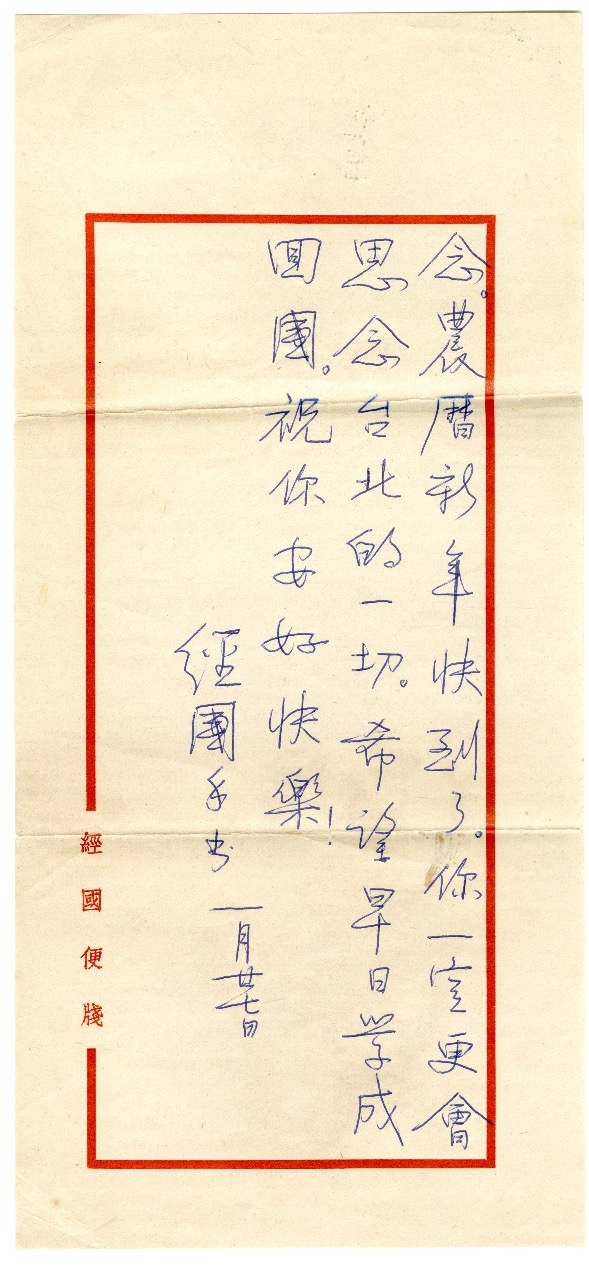 念。農曆新年快到了。你一定更會
思念台北的一切。希望早日学成
回國。祝你安好快樂!
經國手书 一月廿七日
經國便牋